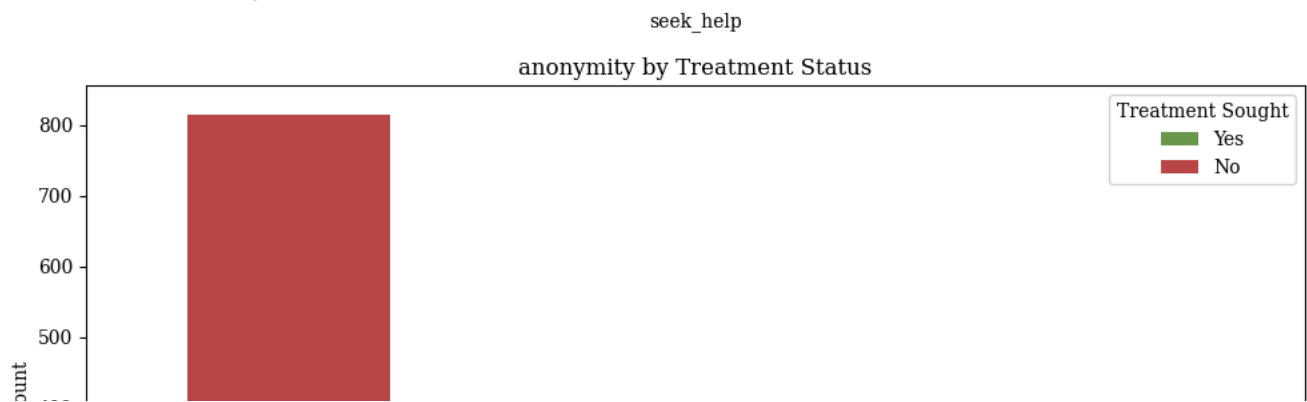 seek_help
anonymity by Treatment Status
Treatment Sought
Yes
No
800
700
600
500